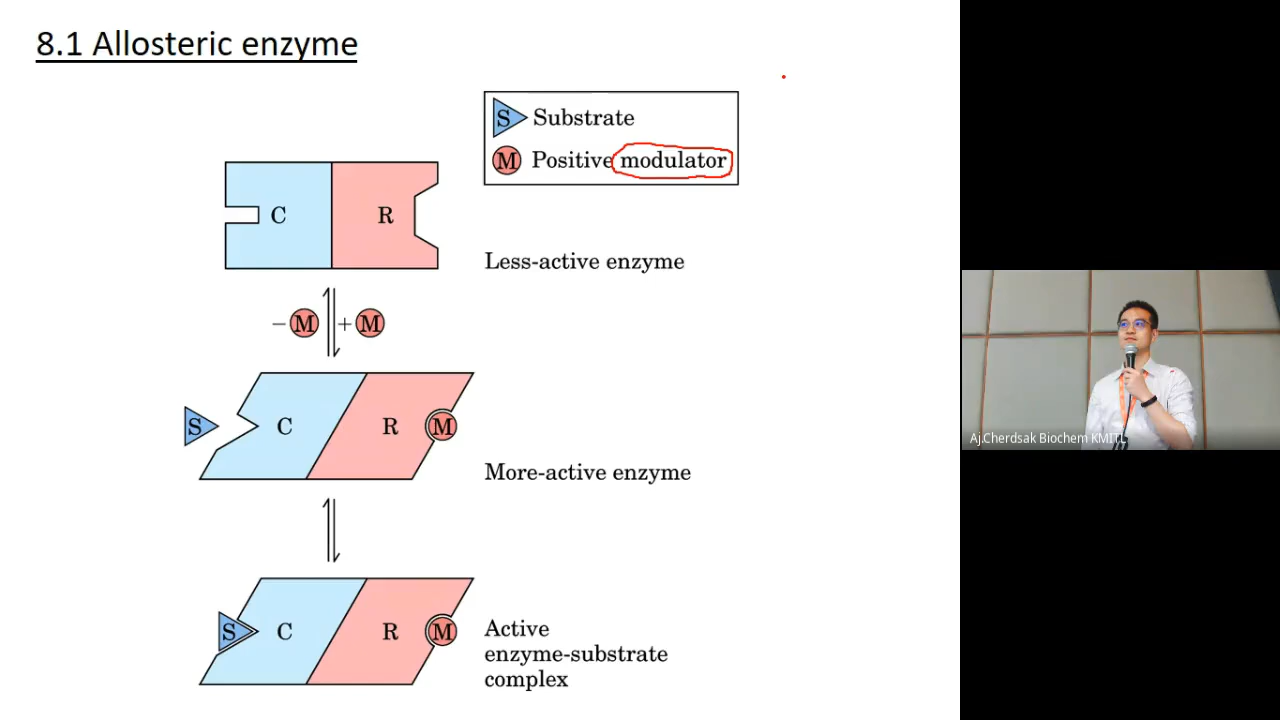 8.1 Allosteric enzyme
S Substrate
M Positive modulator
C R
Less-active enzyme
− M + M
S C R M
More-active enzyme
S C R M
Active
enzyme-substrate
complex
Aj.Cherdsak Biochem KMITL